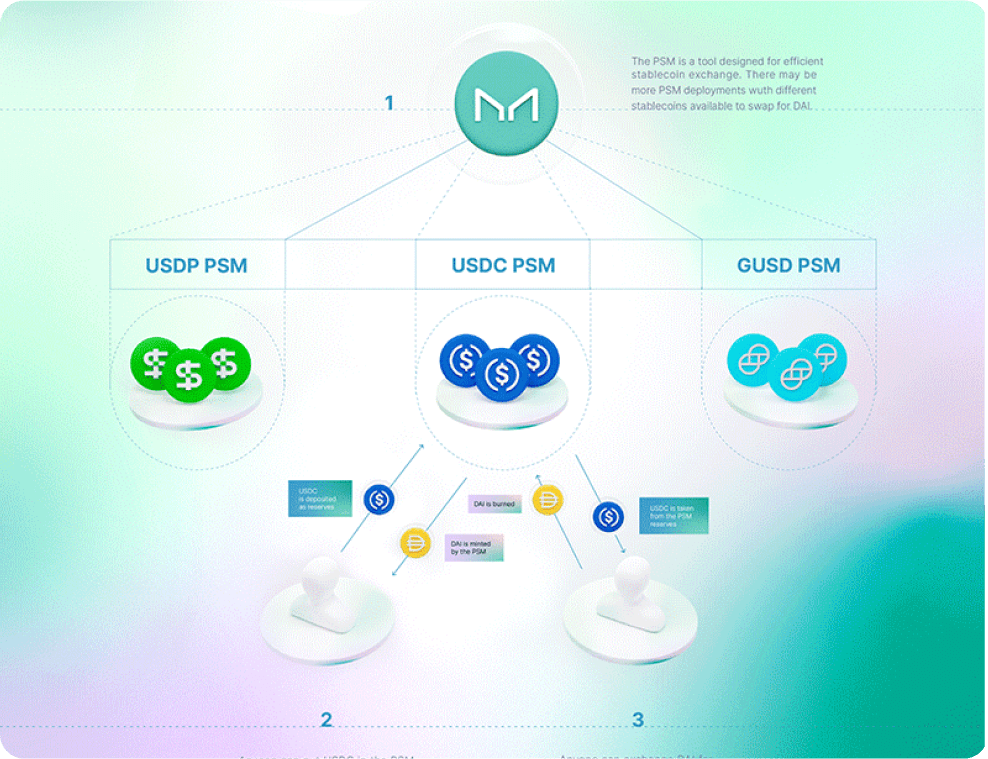 The PSM is a tool designed for efficient
stablecoin exchange. There may be
more PSM deployments wuth different
stablecoins available to swap for DAI.
1
USDP PSM
USDC PSM
GUSD PSM
USDC
is deposited
as reserves
DAI is minted
by the PSM
DAI is burned
USDC is taken
from the PSM
reserves
2
3